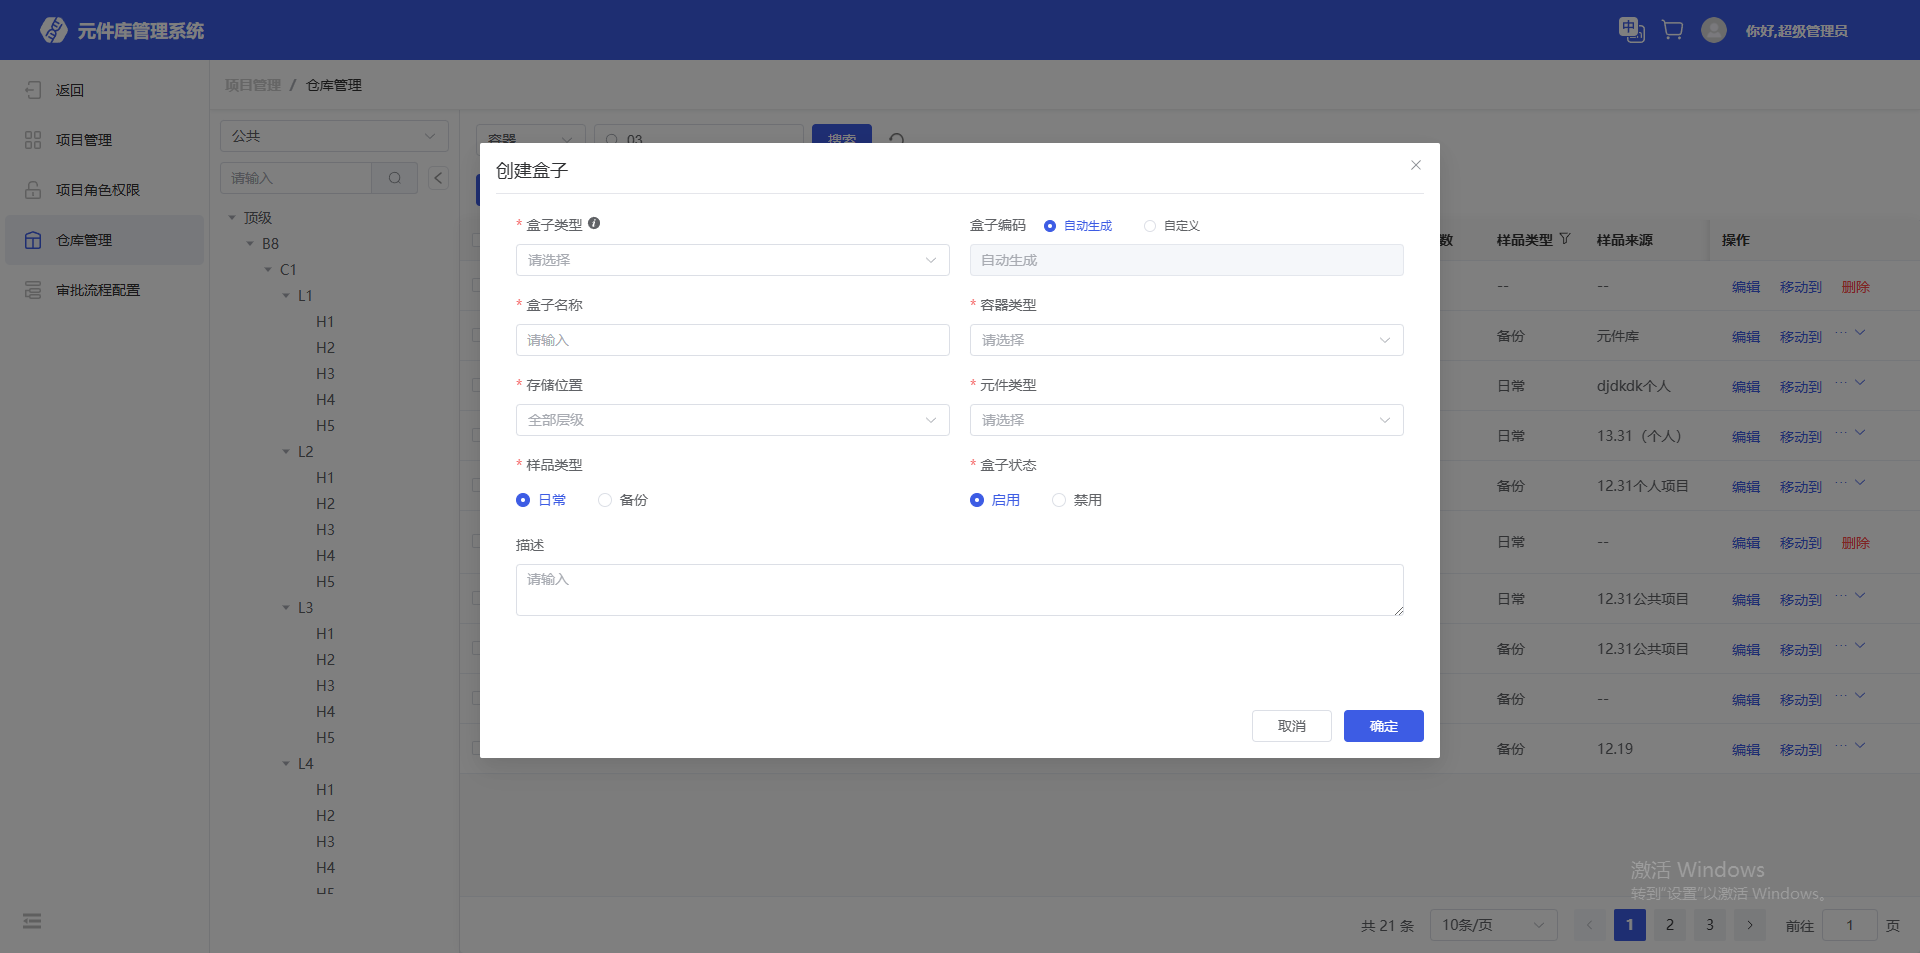 元件库管理系统
中
你好,超级管理员
返回
项目管理
项目角色权限
仓库管理
审批流程配置
项目管理 / 仓库管理
公共
请输入
顶级
B8
C1
L1
H1
H2
H3
H4
H5
L2
H1
H2
H3
H4
H5
L3
H1
H2
H3
H4
H5
L4
H1
H2
H3
H4
H5
容器
03
搜索
创建盒子
* 盒子类型
请选择
盒子编码 自动生成 自定义
自动生成
* 盒子名称
请输入
* 容器类型
请选择
* 存储位置
全部层级
* 元件类型
请选择
* 样品类型
日常 备份
* 盒子状态
启用 禁用
描述
请输入
取消 确定
数 样品类型 样品来源 操作
-- -- 编辑 移动到 删除
备份 元件库 编辑 移动到 ...
日常 djdkdk个人 编辑 移动到 ...
日常 13.31（个人） 编辑 移动到 ...
备份 12.31个人项目 编辑 移动到 ...
日常 -- 编辑 移动到 删除
日常 12.31公共项目 编辑 移动到 ...
备份 12.31公共项目 编辑 移动到 ...
备份 -- 编辑 移动到 ...
备份 12.19 编辑 移动到 ...
激活 Windows
转到"设置"以激活 Windows。
共 21 条 10条/页 1 2 3 前往 1 页